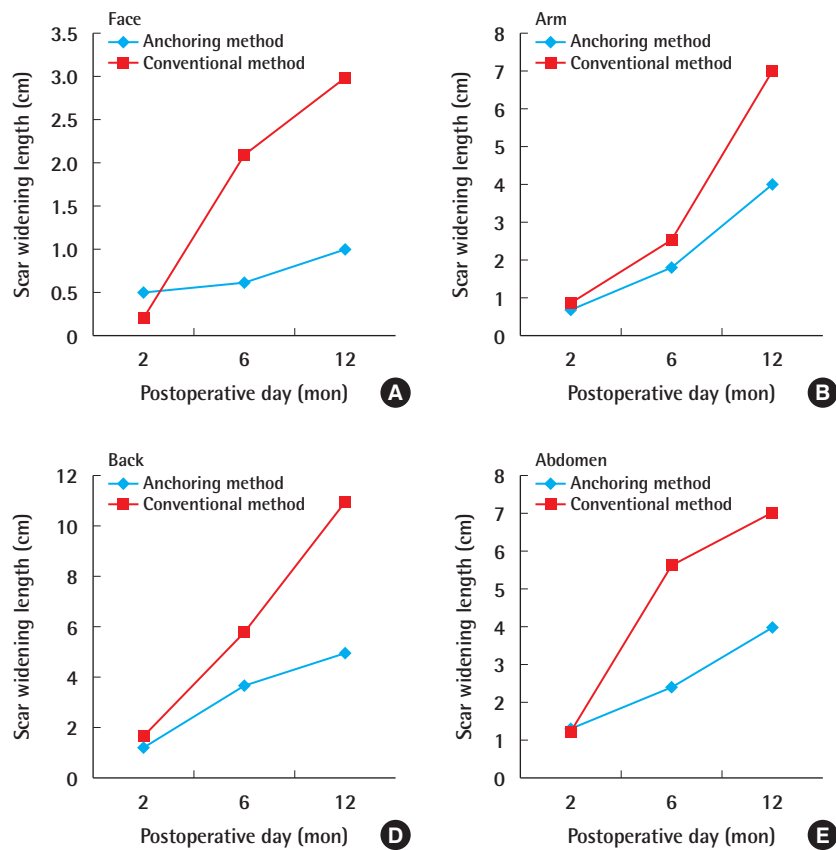 Face
Anchoring method
Conventional method
Scar widening length (cm)
3.5
3.0
2.5
2.0
1.5
1.0
0.5
0
2 6 12
Postoperative day (mon)
A
Arm
Anchoring method
Conventional method
Scar widening length (cm)
8
7
6
5
4
3
2
1
0
2 6 12
Postoperative day (mon)
B
Back
Anchoring method
Conventional method
Scar widening length (cm)
12
10
8
6
4
2
0
2 6 12
Postoperative day (mon)
D
Abdomen
Anchoring method
Conventional method
Scar widening length (cm)
8
7
6
5
4
3
2
1
0
2 6 12
Postoperative day (mon)
E